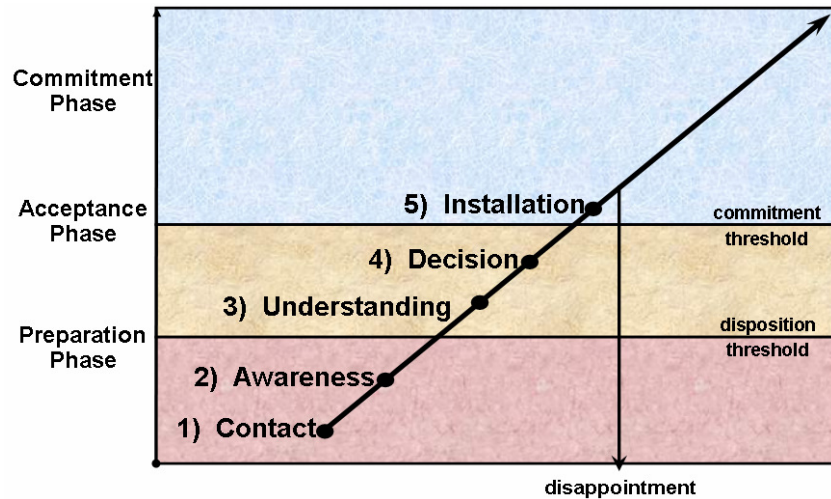 Commitment
Phase
5) Installation
Acceptance
Phase
commitment
threshold
4) Decision
3) Understanding
Preparation
Phase
disposition
threshold
2) Awareness
1) Contact
disappointment